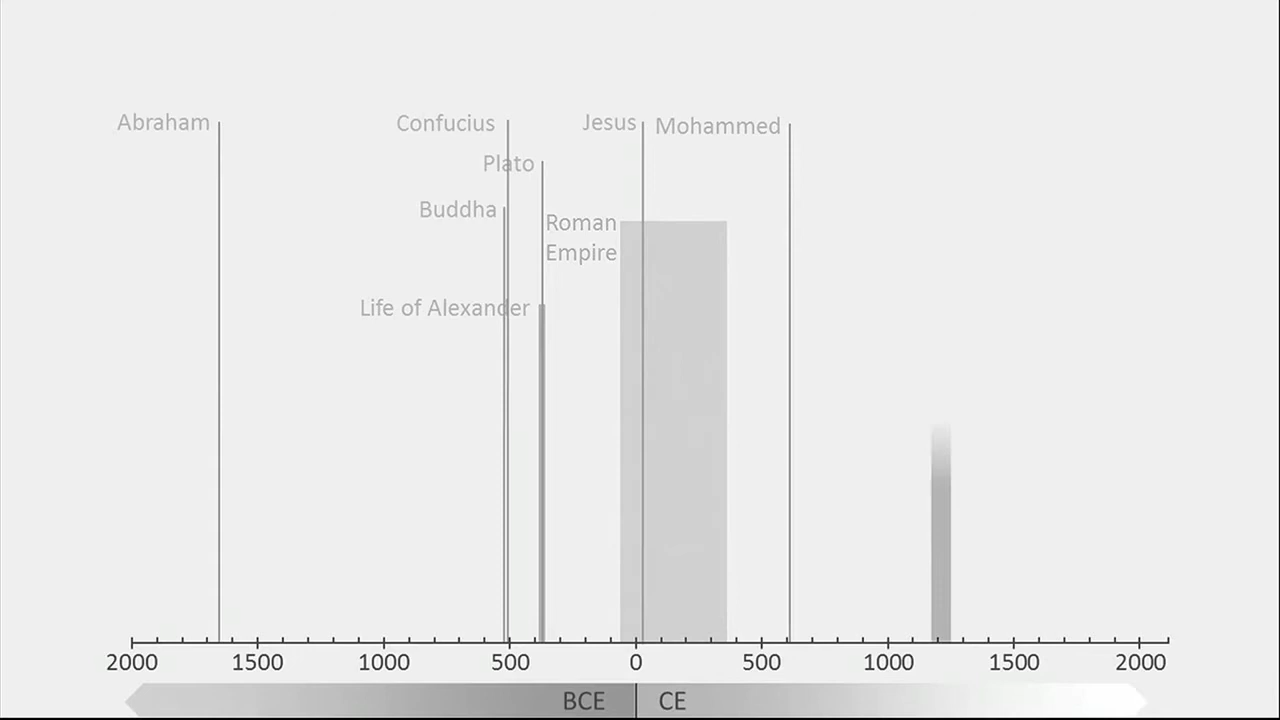 Abraham
Confucius
Jesus
Mohammed
Plato
Buddha
Roman
Empire
Life of Alexander
2000 1500 1000 500 0 500 1000 1500 2000
BCE CE